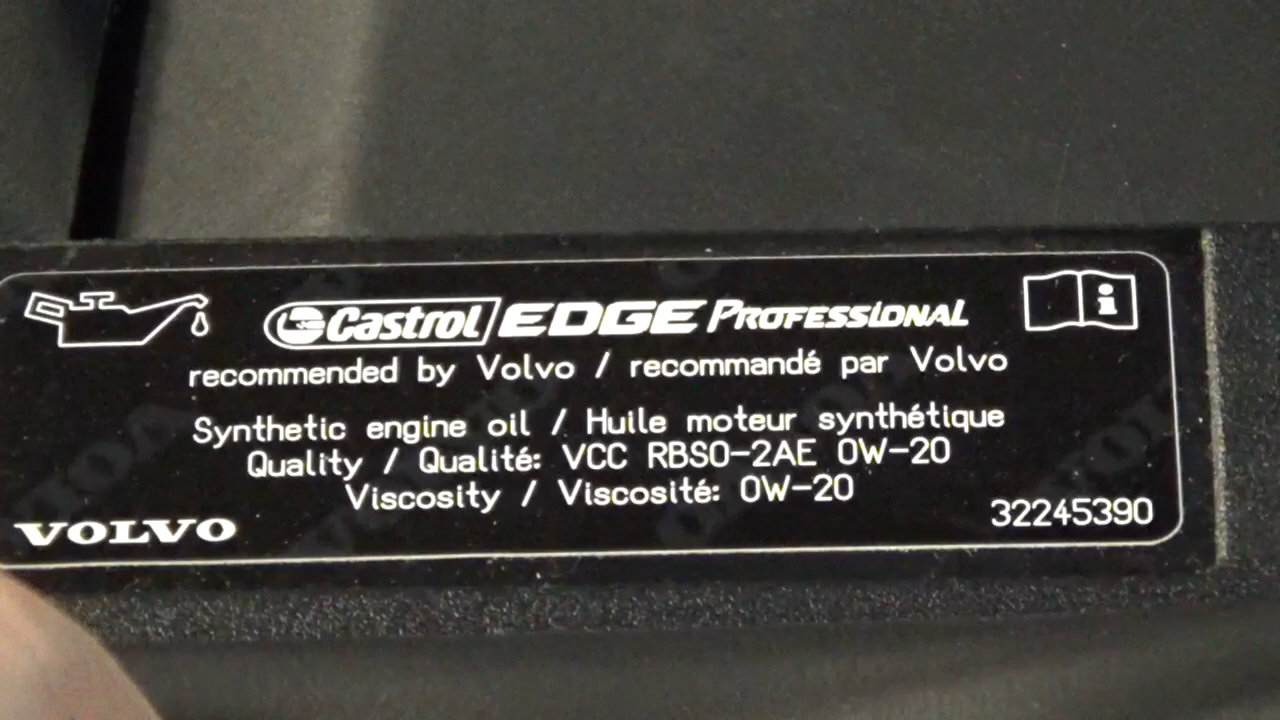 Castrol EDGE PROFESSIONAL
recommended by Volvo / recommandé par Volvo
Synthetic engine oil / Huile moteur synthétique
Quality / Qualité: VCC RBS0-2AE 0W-20
Viscosity / Viscosité: 0W-20
VOLVO
32245390